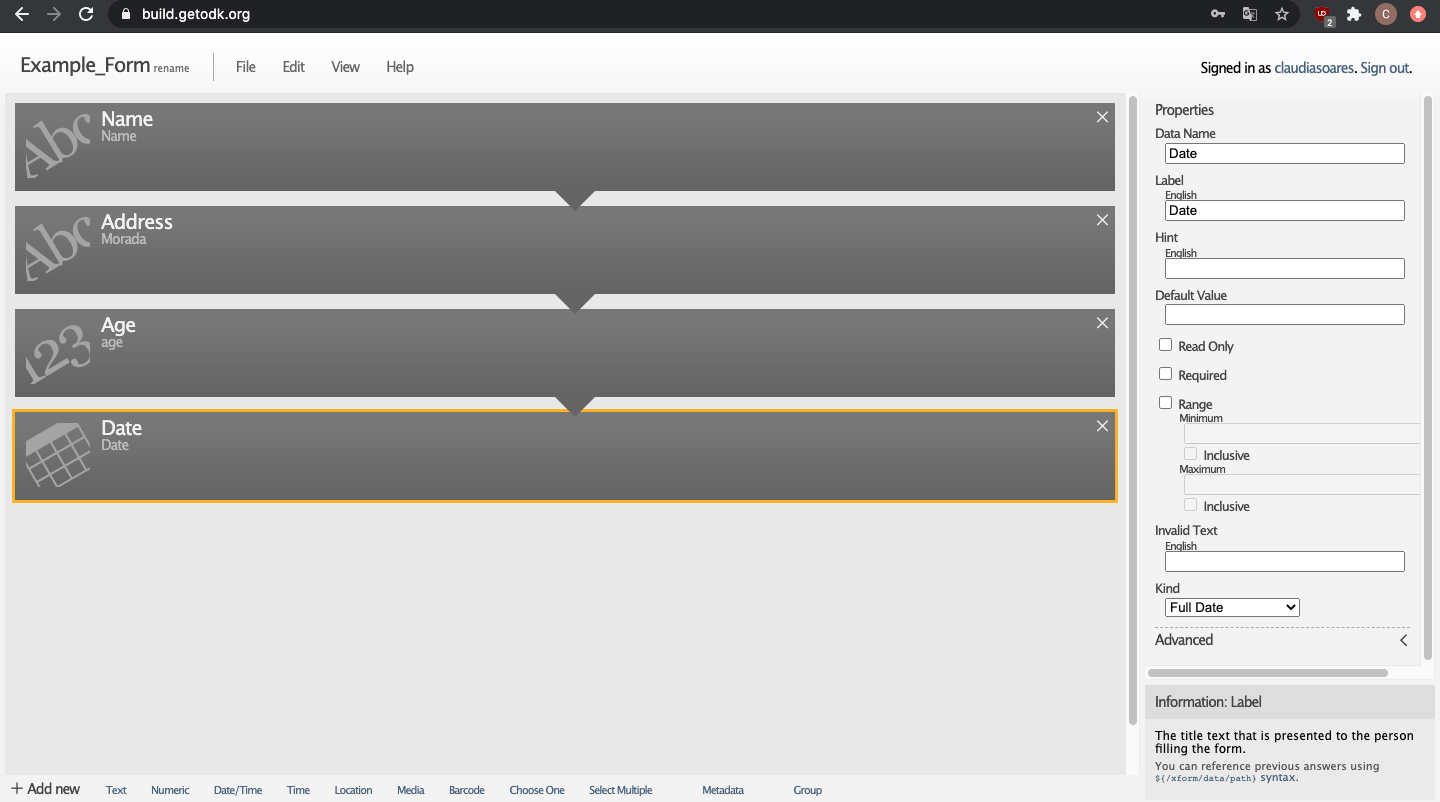 build.getodk.org
UD
2
C
Example_Form rename
File Edit View Help
Signed in as claudiasoares. Sign out.
Abc
Name
Name
Abc
Address
Morada
123
Age
age
Date
Date
Properties
Data Name
Date
Label
English
Date
Hint
English
Default Value
Read Only
Required
Range
Minimum
Inclusive
Maximum
Inclusive
Invalid Text
English
Kind
Full Date
Advanced
Information: Label
The title text that is presented to the person
filling the form.
You can reference previous answers using
${/xform/data/path} syntax.
+ Add new Text Numeric Date/Time Time Location Media Barcode Choose One Select Multiple Metadata Group